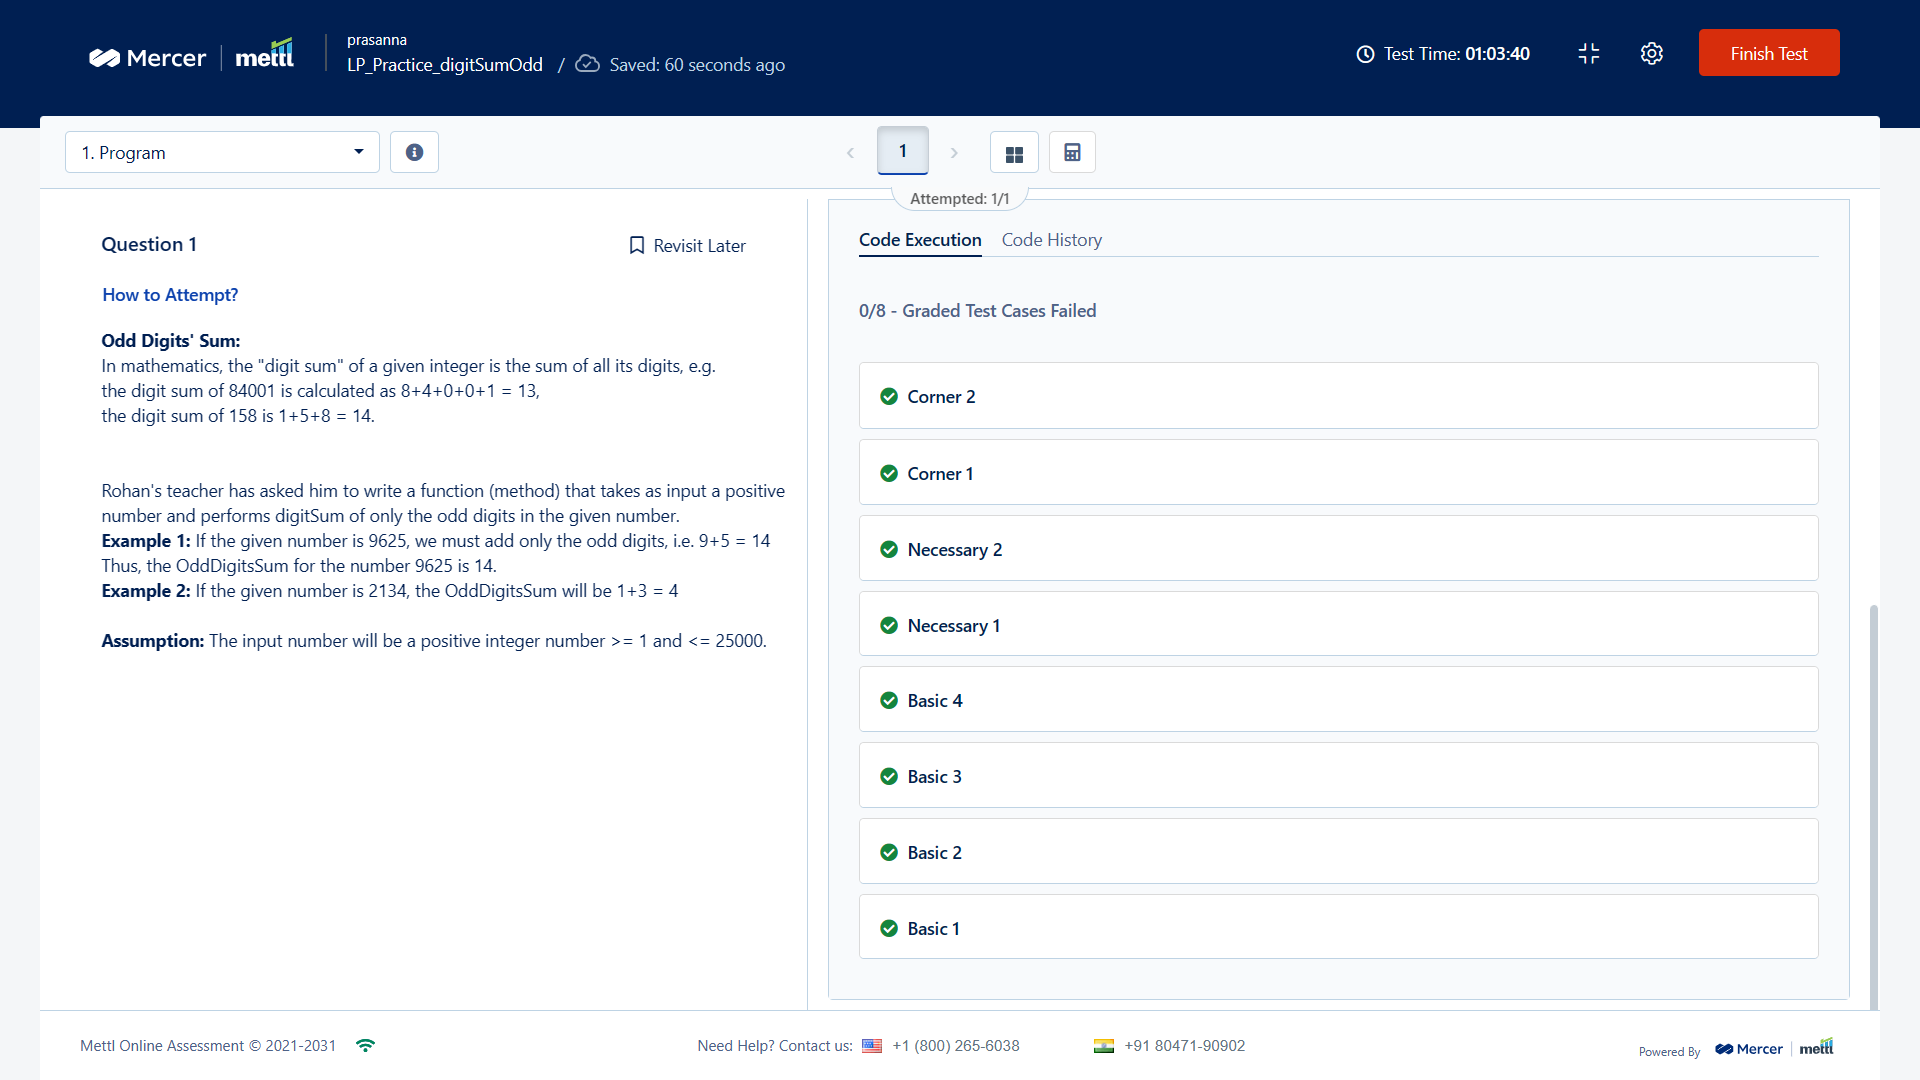 Mercer mettl
prasanna
LP_Practice_digitSumOdd / Saved: 60 seconds ago
Test Time: 01:03:40
Finish Test
1. Program
1
Attempted: 1/1
Question 1
Revisit Later
How to Attempt?
Odd Digits' Sum:
In mathematics, the "digit sum" of a given integer is the sum of all its digits, e.g.
the digit sum of 84001 is calculated as 8+4+0+0+1 = 13,
the digit sum of 158 is 1+5+8 = 14.
Rohan's teacher has asked him to write a function (method) that takes as input a positive
number and performs digitSum of only the odd digits in the given number.
Example 1: If the given number is 9625, we must add only the odd digits, i.e. 9+5 = 14
Thus, the OddDigitsSum for the number 9625 is 14.
Example 2: If the given number is 2134, the OddDigitsSum will be 1+3 = 4
Assumption: The input number will be a positive integer number >= 1 and <= 25000.
Code Execution Code History
0/8 - Graded Test Cases Failed
Corner 2
Corner 1
Necessary 2
Necessary 1
Basic 4
Basic 3
Basic 2
Basic 1
Mettl Online Assessment © 2021-2031
Need Help? Contact us: +1 (800) 265-6038 +91 80471-90902
Powered By Mercer mettl